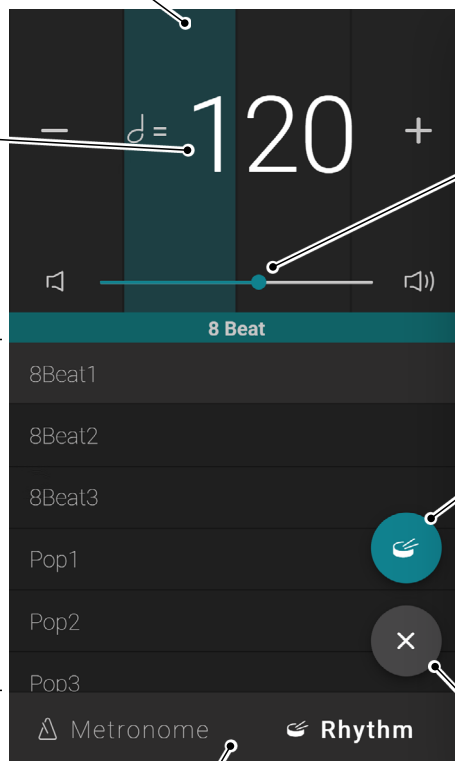 − 𝅗𝅥 = 120 +
8 Beat
8Beat1
8Beat2
8Beat3
Pop1
Pop2
Pop3
Metronome Rhythm